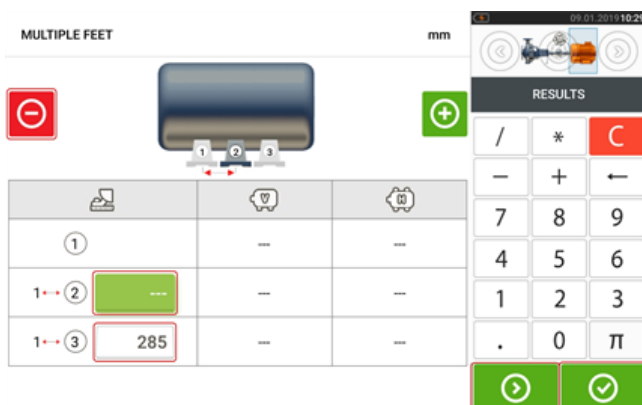 MULTIPLE FEET
mm
1 2 3
V H
1
---
---
1 2
---
---
---
1 3
285
---
---
09.01.2019 10:29
RESULTS
/ * C
− + ←
7 8 9
4 5 6
1 2 3
. 0 π